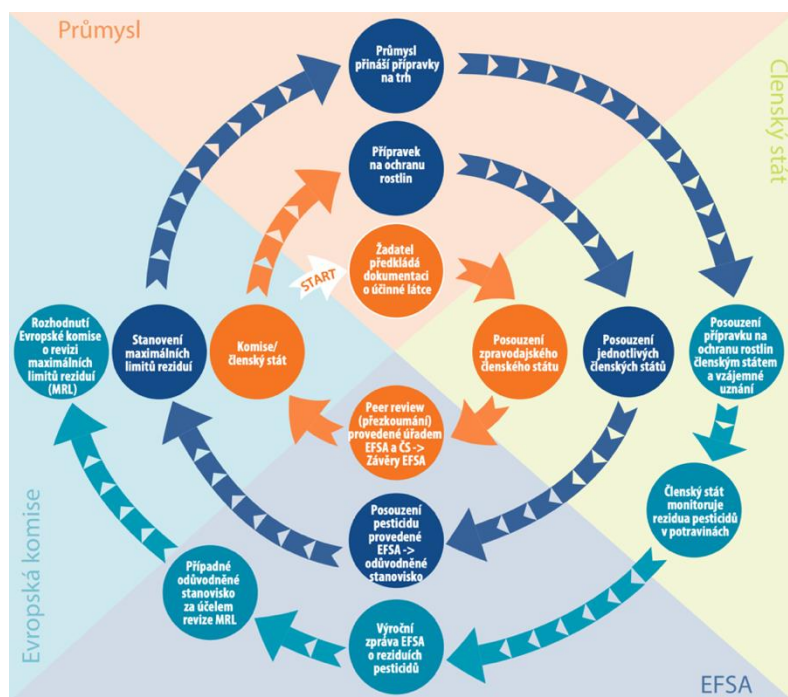 Průmysl
Členský stát
Průmysl
přináší přípravky
na trh
Přípravek
na ochranu
rostlin
START
Žadatel
předkládá
dokumentaci
o účinné látce
Rozhodnutí
Evropské komise
o revizi
maximálních
limitů reziduí
(MRL)
Stanovení
maximálních
limitů reziduí
Komise/
členský stát
Posouzení
zpravodajského
členského státu
Posouzení
jednotlivých
členských států
Posouzení
přípravku na
ochranu rostlin
členským státem
a vzájemné
uznání
Peer review
(přezkoumání)
provedené úřadem
EFSA a ČS ->
Závěry EFSA
Členský stát
monitoruje
rezidua pesticidů
v potravinách
Posouzení
pesticidu
provedené
EFSA ->
odůvodněné
stanovisko
Případné
odůvodněné
stanovisko
za účelem
revize MRL
Výroční
zpráva EFSA
o reziduích
pesticidů
Evropská komise
EFSA